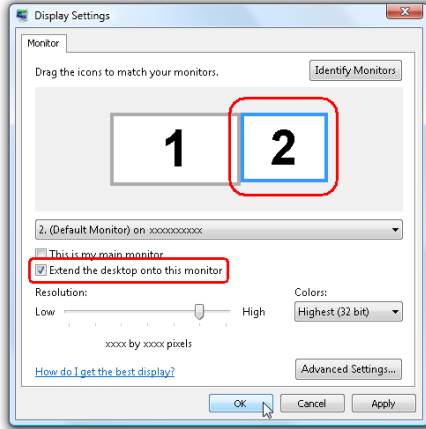 Display Settings
Monitor
Drag the icons to match your monitors.
Identify Monitors
1
2
2. (Default Monitor) on xxxxxxxxxx
This is my main monitor
Extend the desktop onto this monitor
Resolution:
Colors:
Low
High
Highest (32 bit)
xxxx by xxxx pixels
How do I get the best display?
Advanced Settings...
OK
Cancel
Apply